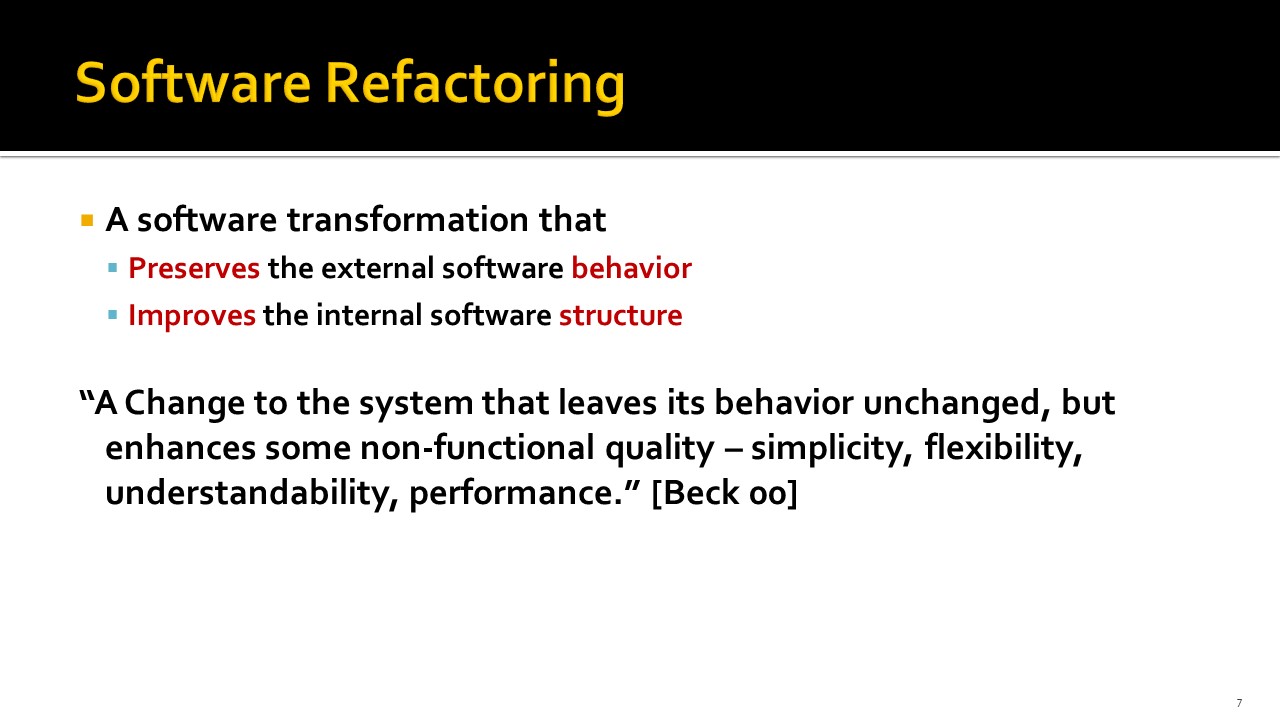 Software Refactoring
A software transformation that
Preserves the external software behavior
Improves the internal software structure
“A Change to the system that leaves its behavior unchanged, but
enhances some non-functional quality – simplicity, flexibility,
understandability, performance.” [Beck 00]
7